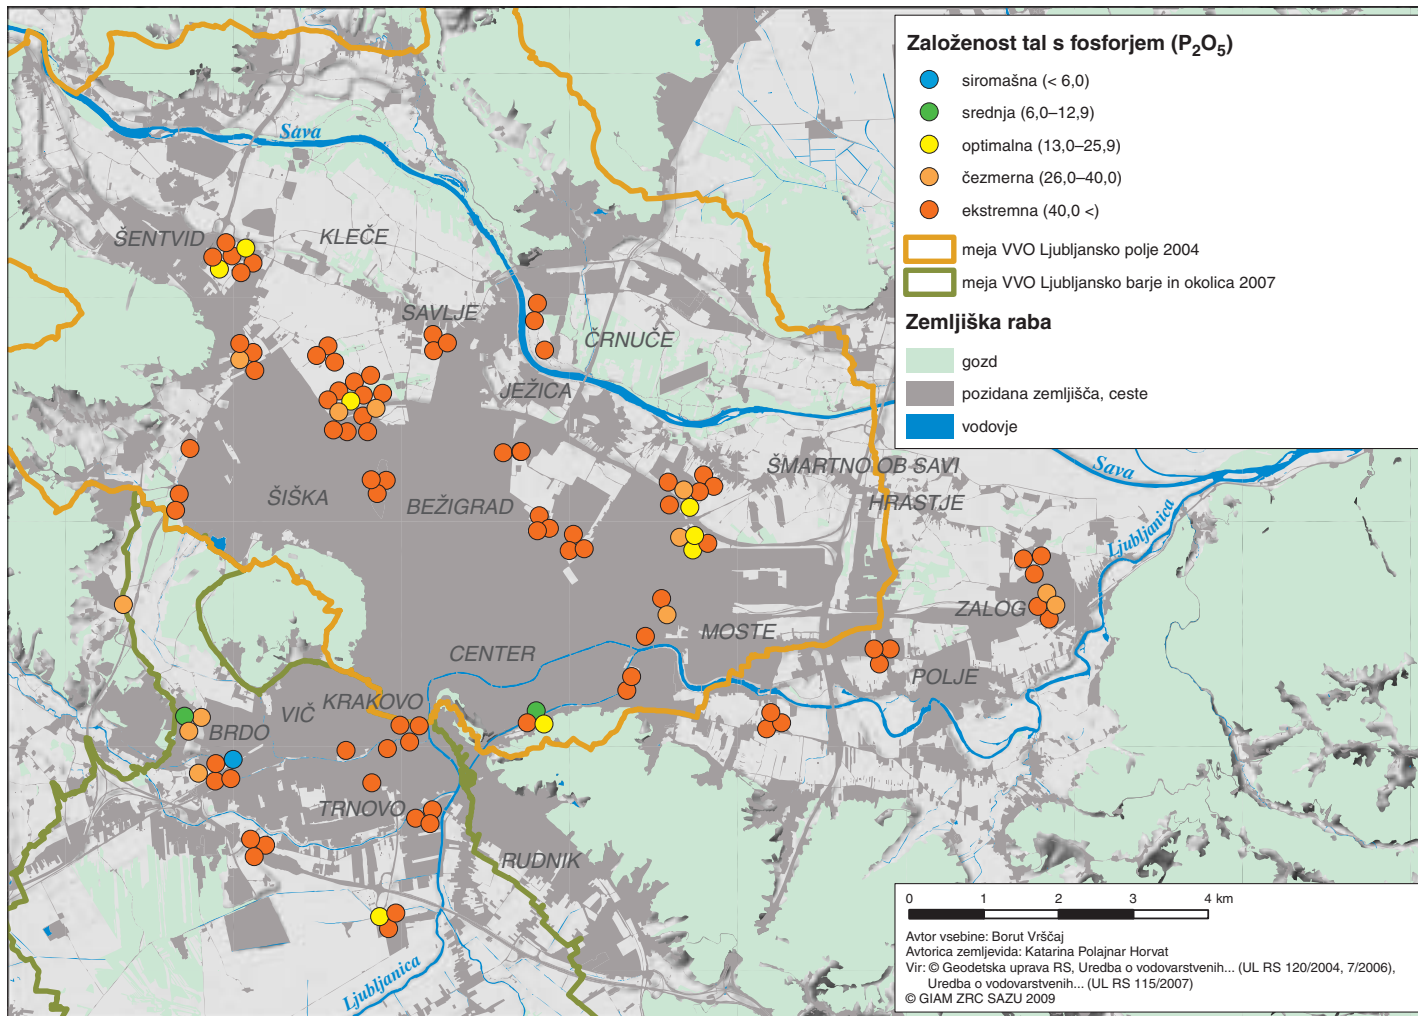 Založenost tal s fosforjem (P₂O₅)
siromašna (< 6,0)
srednja (6,0–12,9)
optimalna (13,0–25,9)
čezmerna (26,0–40,0)
ekstremna (40,0 <)
meja VVO Ljubljansko polje 2004
meja VVO Ljubljansko barje in okolica 2007
Zemljiška raba
gozd
pozidana zemljišča, ceste
vodovje
Sava
ŠENTVID
KLEČE
SAVLJE
ČRNUČE
JEŽICA
ŠMARTNO OB SAVI
Sava
ŠIŠKA
BEŽIGRAD
HRASTJE
Ljubljanica
ZALOG
MOSTE
CENTER
POLJE
KRAKOVO
VIČ
BRDO
TRNOVO
RUDNIK
Ljubljanica
0 1 2 3 4 km
Avtor vsebine: Borut Vrščaj
Avtorica zemljevida: Katarina Polajnar Horvat
Vir: © Geodetska uprava RS, Uredba o vodovarstvenih... (UL RS 120/2004, 7/2006),
Uredba o vodovarstvenih... (UL RS 115/2007)
© GIAM ZRC SAZU 2009